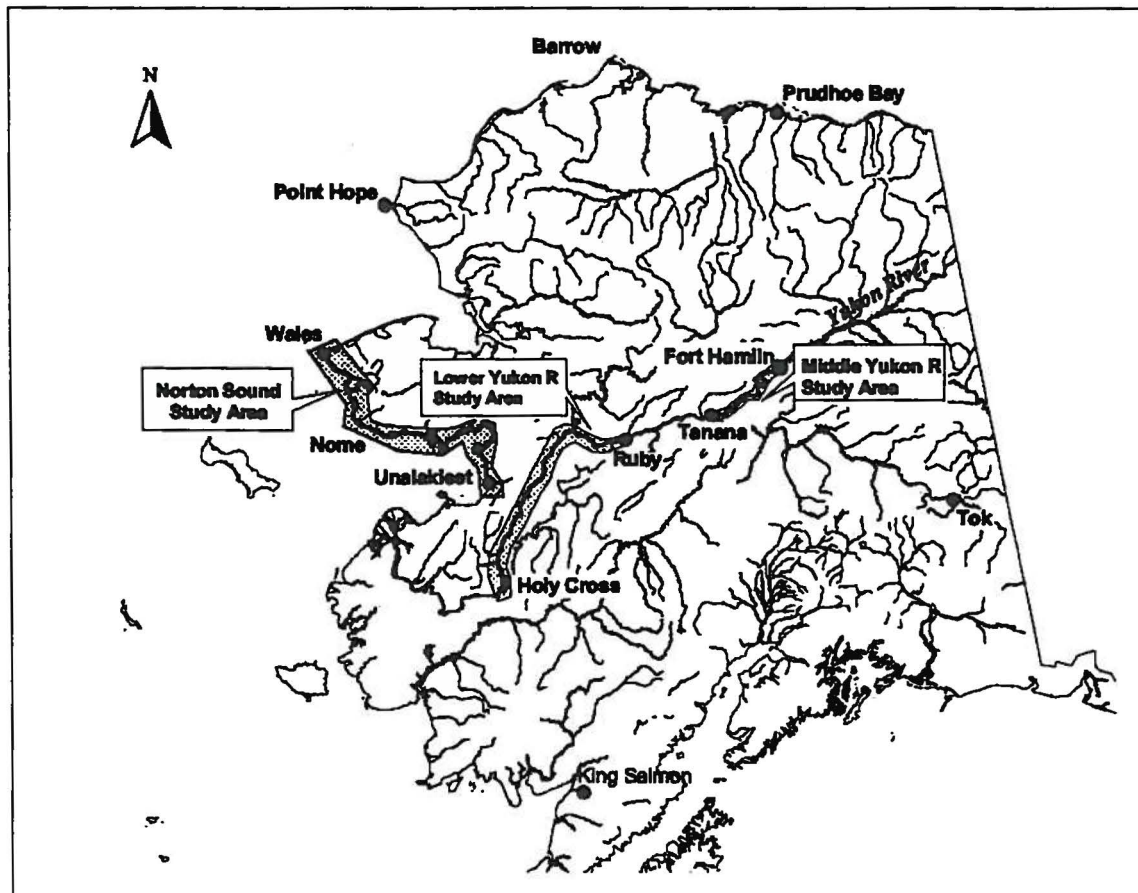 Barrow
N
Prudhoe Bay
Point Hope
Yukon River
Wales
Fort Hamlin
Middle Yukon R
Study Area
Lower Yukon R
Study Area
Norton Sound
Study Area
Tanana
Nome
Ruby
Unalakleet
Tok
Holy Cross
King Salmon